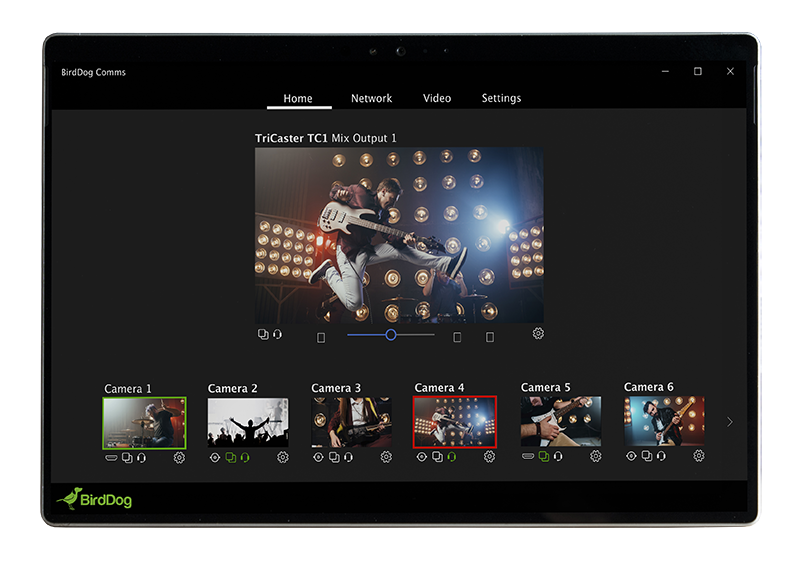 BirdDog Comms
Home Network Video Settings
TriCaster TC1 Mix Output 1
Camera 1 Camera 2 Camera 3 Camera 4 Camera 5 Camera 6
BirdDog